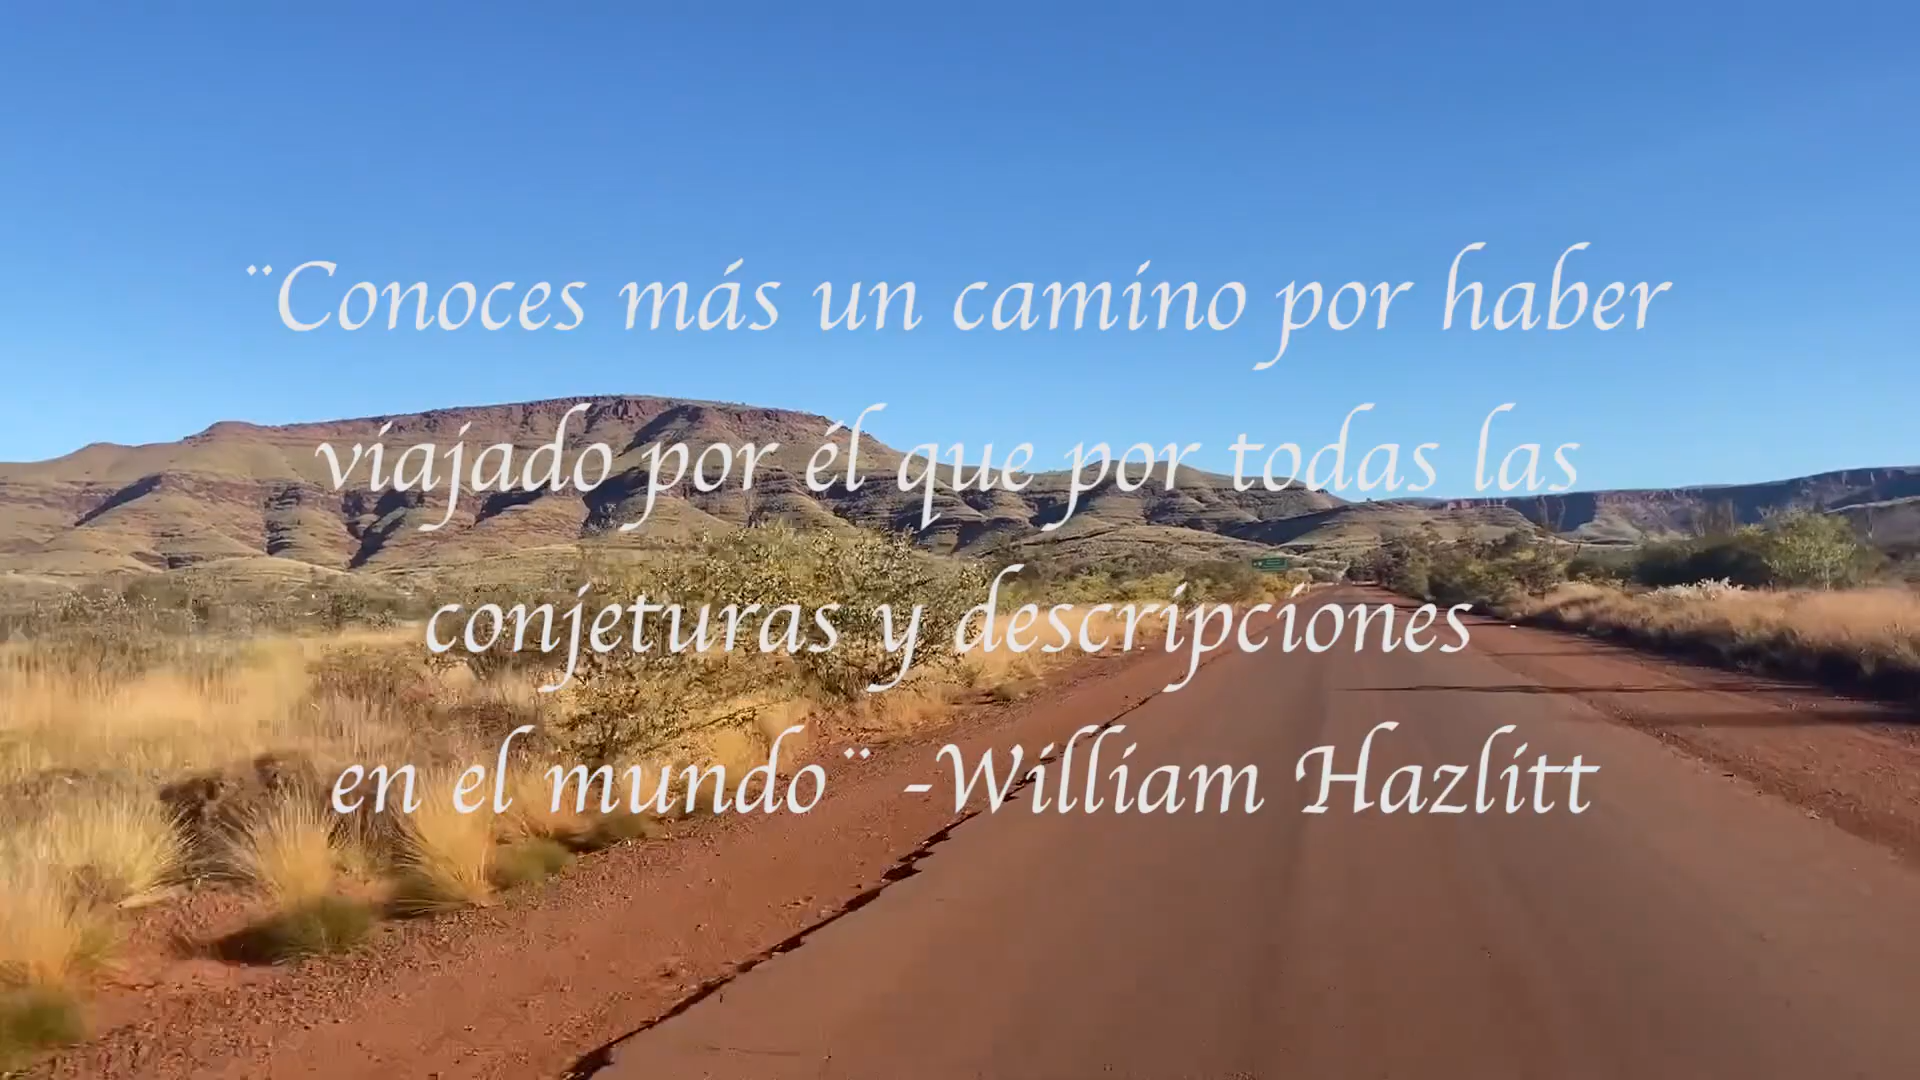 ¨Conoces más un camino por haber
viajado por él que por todas las
conjeturas y descripciones
en el mundo¨ -William Hazlitt